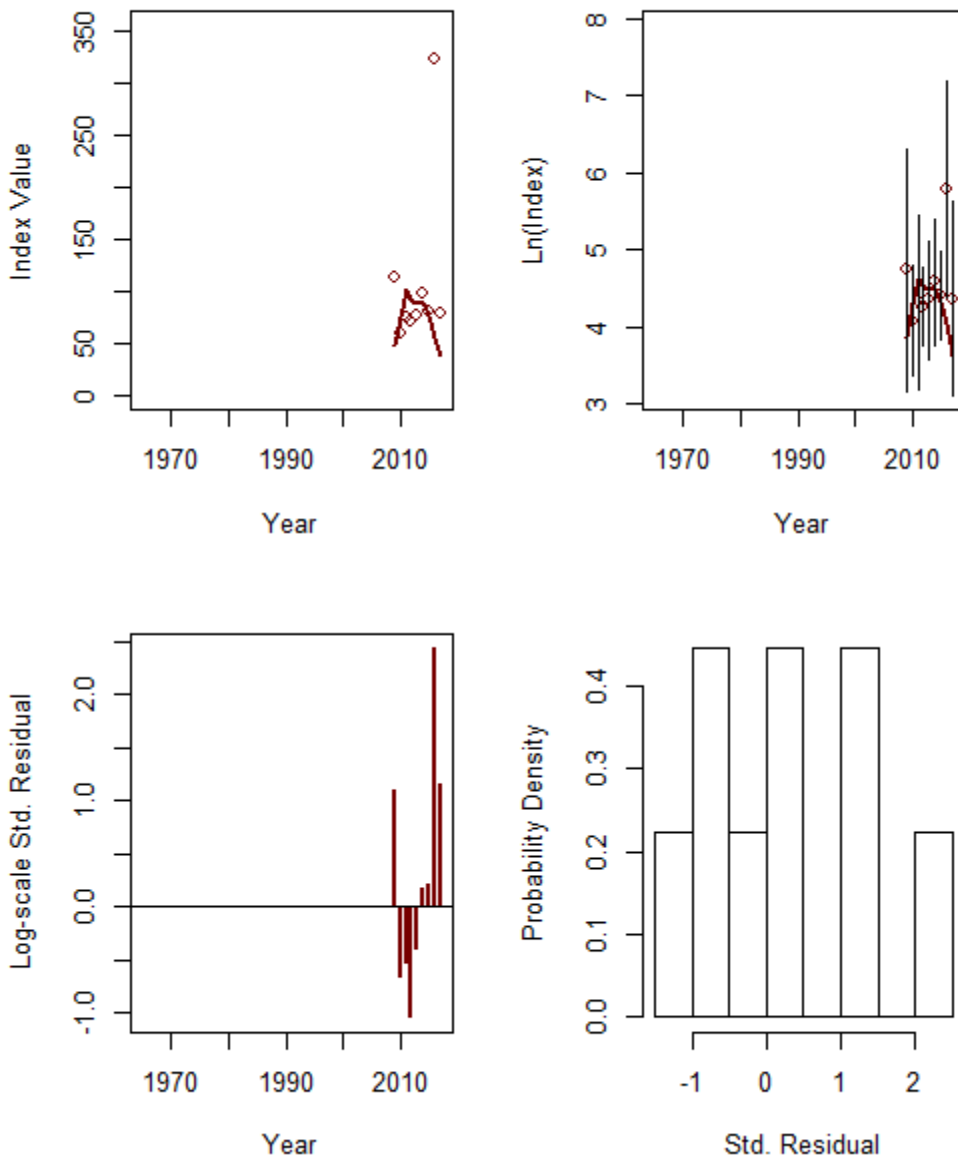 Index Value
350
250
150
50
0
1970 1990 2010
Year
Ln(Index)
8
7
6
5
4
3
1970 1990 2010
Year
Log-scale Std. Residual
2.0
1.0
0.0
-1.0
1970 1990 2010
Year
Probability Density
0.4
0.3
0.2
0.1
0.0
-1 0 1 2
Std. Residual